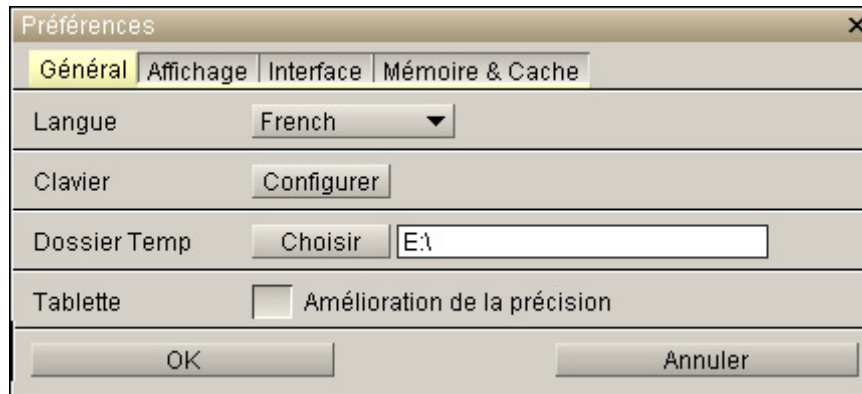 Préférences
Général Affichage Interface Mémoire & Cache
Langue French
Clavier Configurer
Dossier Temp Choisir E:\
Tablette Amélioration de la précision
OK Annuler